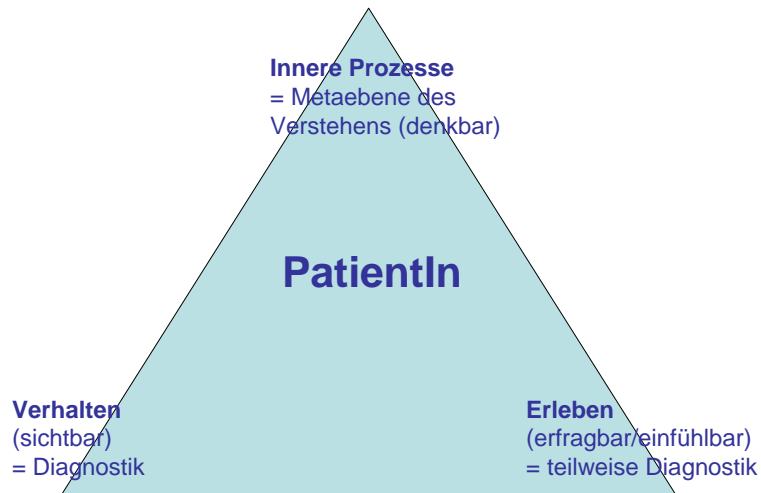 Innere Prozesse
= Metaebene des
Verstehens (denkbar)
PatientIn
Verhalten
(sichtbar)
= Diagnostik
Erleben
(erfragbar/einfühlbar)
= teilweise Diagnostik